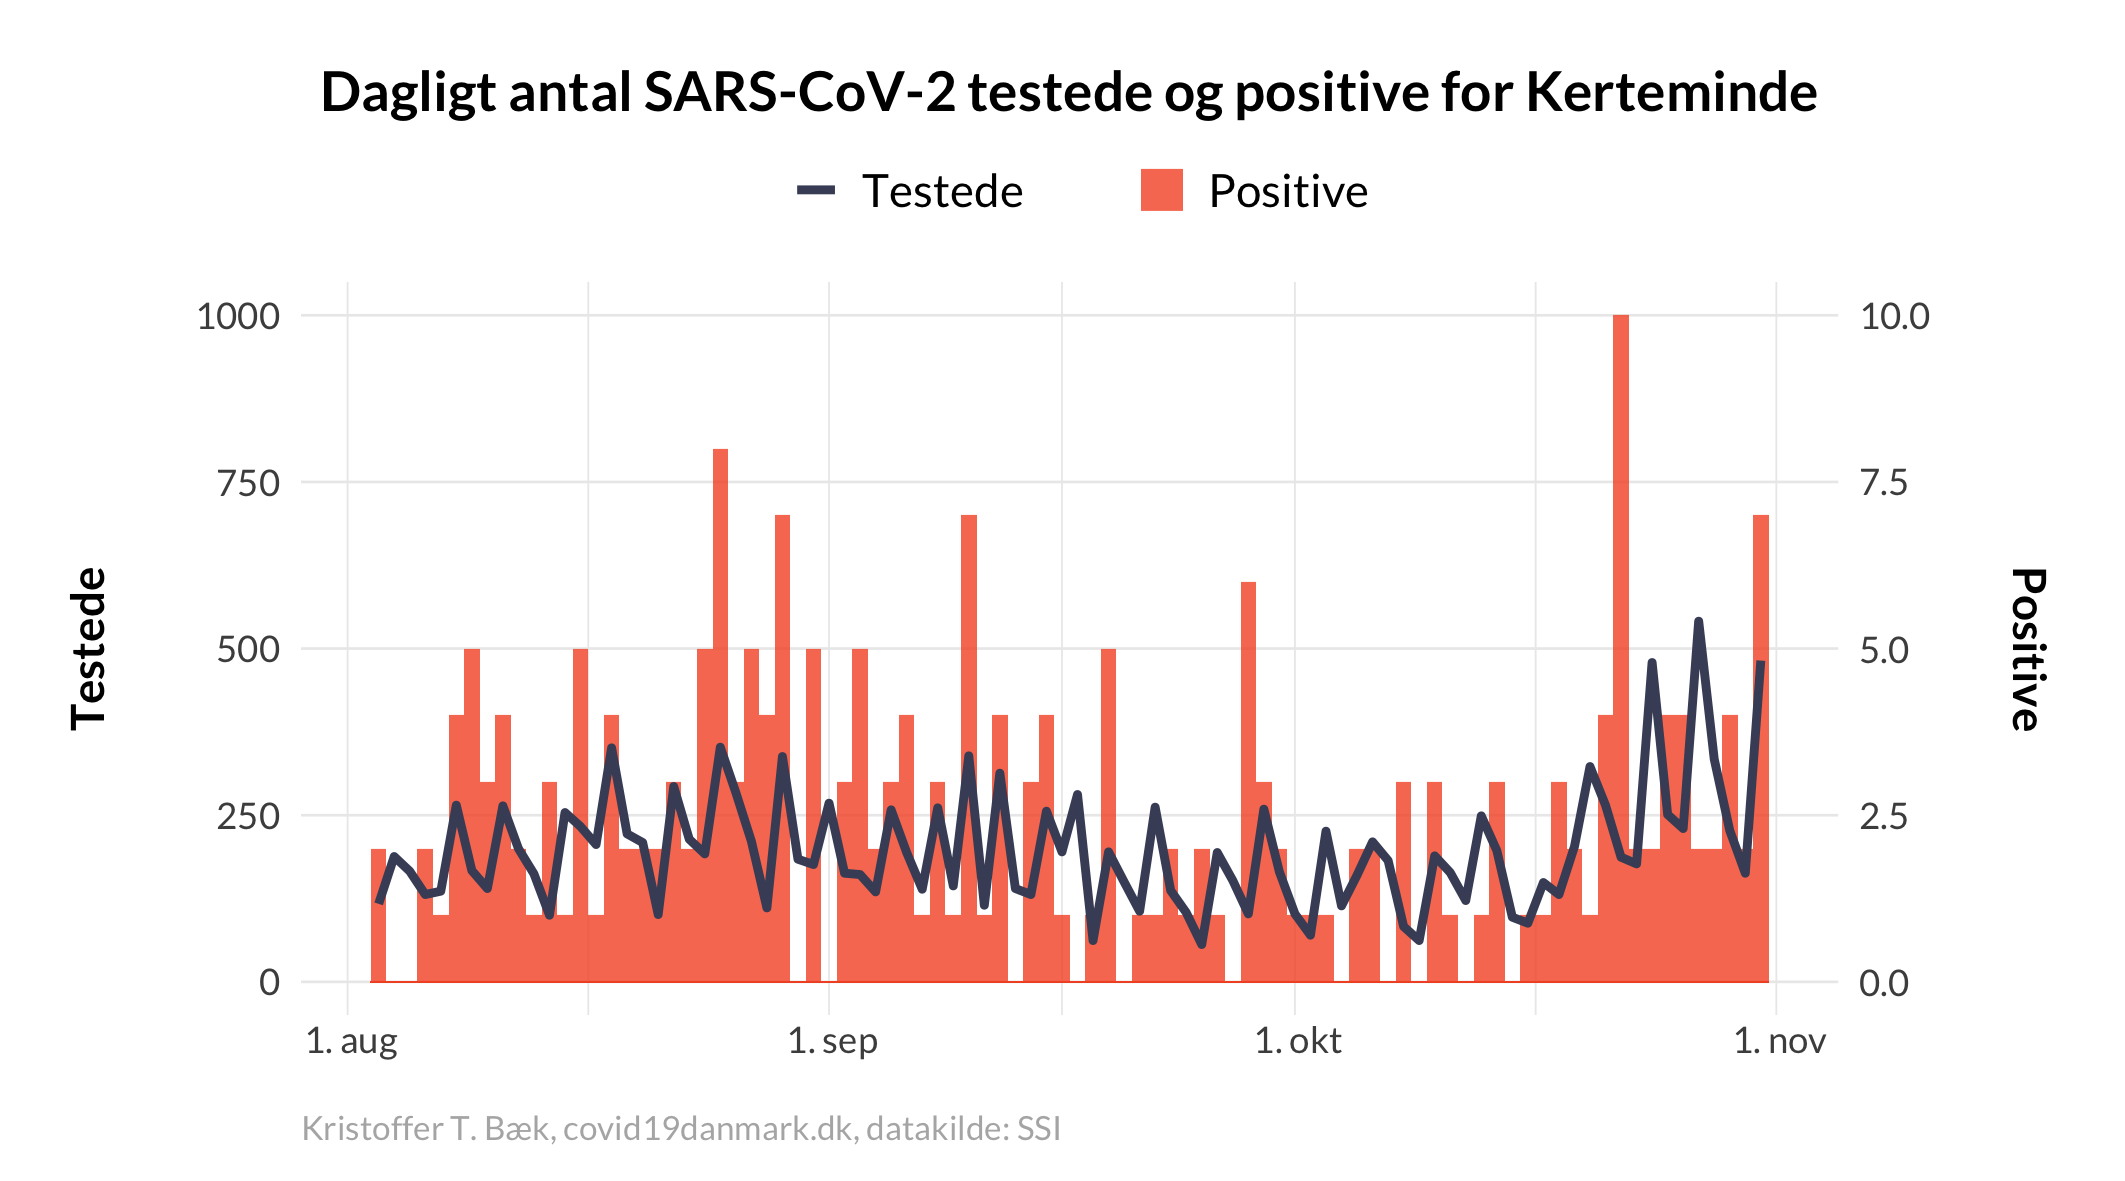 Dagligt antal SARS-CoV-2 testede og positive for Kerteminde
Testede
Positive
1000
750
500
250
0
10.0
7.5
5.0
2.5
0.0
Testede
Positive
1. aug
1. sep
1. okt
1. nov
Kristoffer T. Bæk, covid19danmark.dk, datakilde: SSI